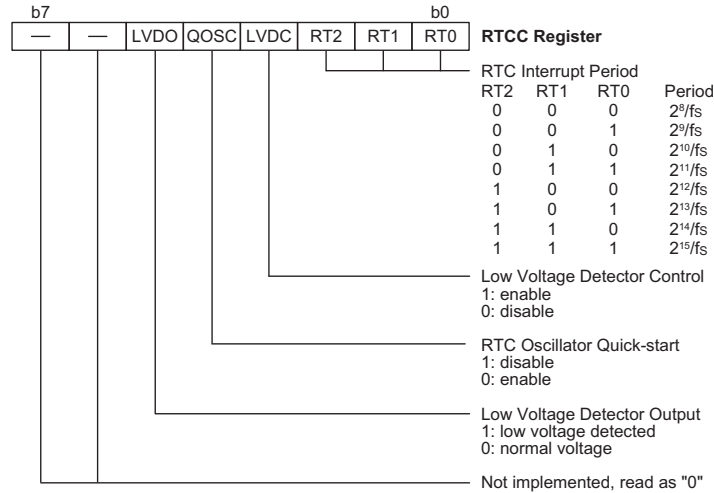 b7 b0
— — LVDO QOSC LVDC RT2 RT1 RT0 RTCC Register
RTC Interrupt Period
RT2 RT1 RT0 Period
0 0 0 2⁸/fs
0 0 1 2⁹/fs
0 1 0 2¹⁰/fs
0 1 1 2¹¹/fs
1 0 0 2¹²/fs
1 0 1 2¹³/fs
1 1 0 2¹⁴/fs
1 1 1 2¹⁵/fs
Low Voltage Detector Control
1: enable
0: disable
RTC Oscillator Quick-start
1: disable
0: enable
Low Voltage Detector Output
1: low voltage detected
0: normal voltage
Not implemented, read as "0"